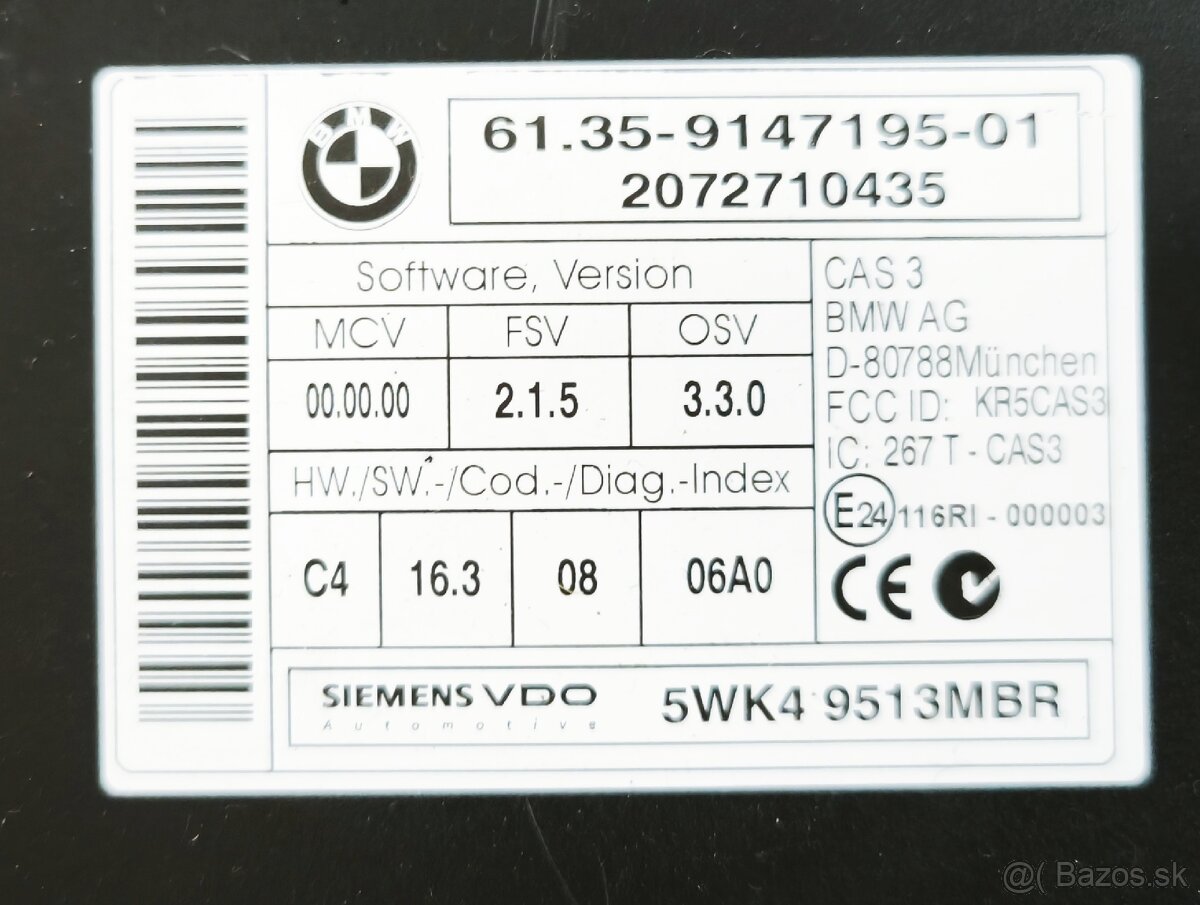 BMW
61.35-9147195-01
2072710435
Software, Version
MCV FSV OSV
00.00.00 2.1.5 3.3.0
HW./SW.-/Cod.-/Diag.-Index
C4 16.3 08 06A0
CAS 3
BMW AG
D-80788München
FCC ID: KR5CAS3
IC: 267 T - CAS3
E24 116RI - 000003
CE
SIEMENS VDO
Automotive
5WK4 9513MBR
@( Bazos.sk